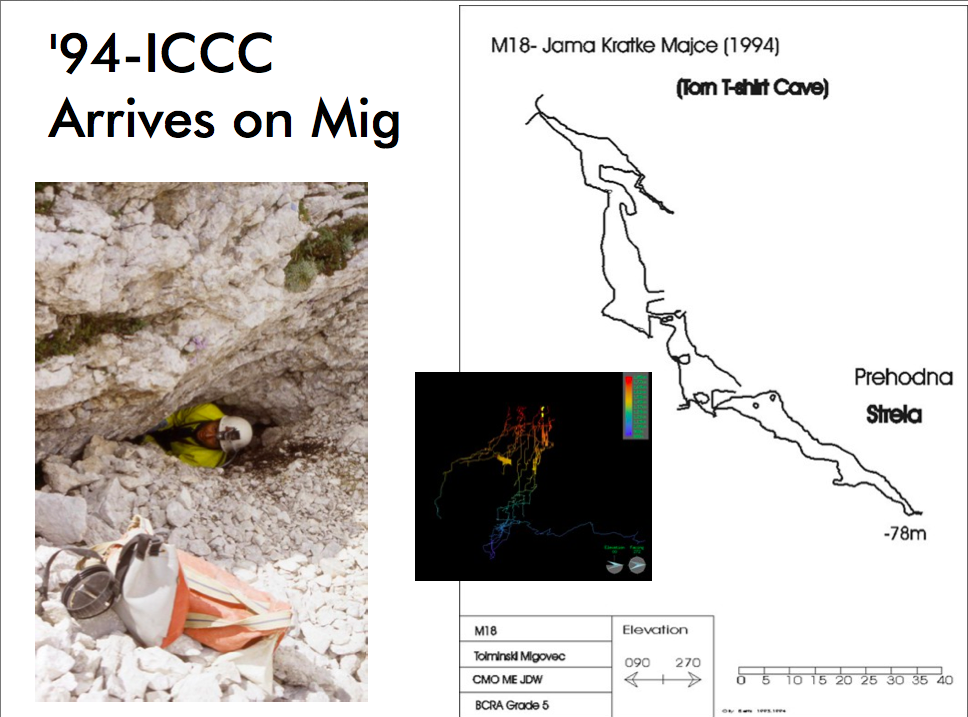 '94-ICCC
Arrives on Mig
M18- Jama Kratke Majce (1994)
(Torn T-shirt Cave)
Prehodna
Strela
-78m
M18
Tolminski Migovec
CMO ME JDW
BCRA Grade 5
Elevation
090 270
0 5 10 15 20 25 30 35 40